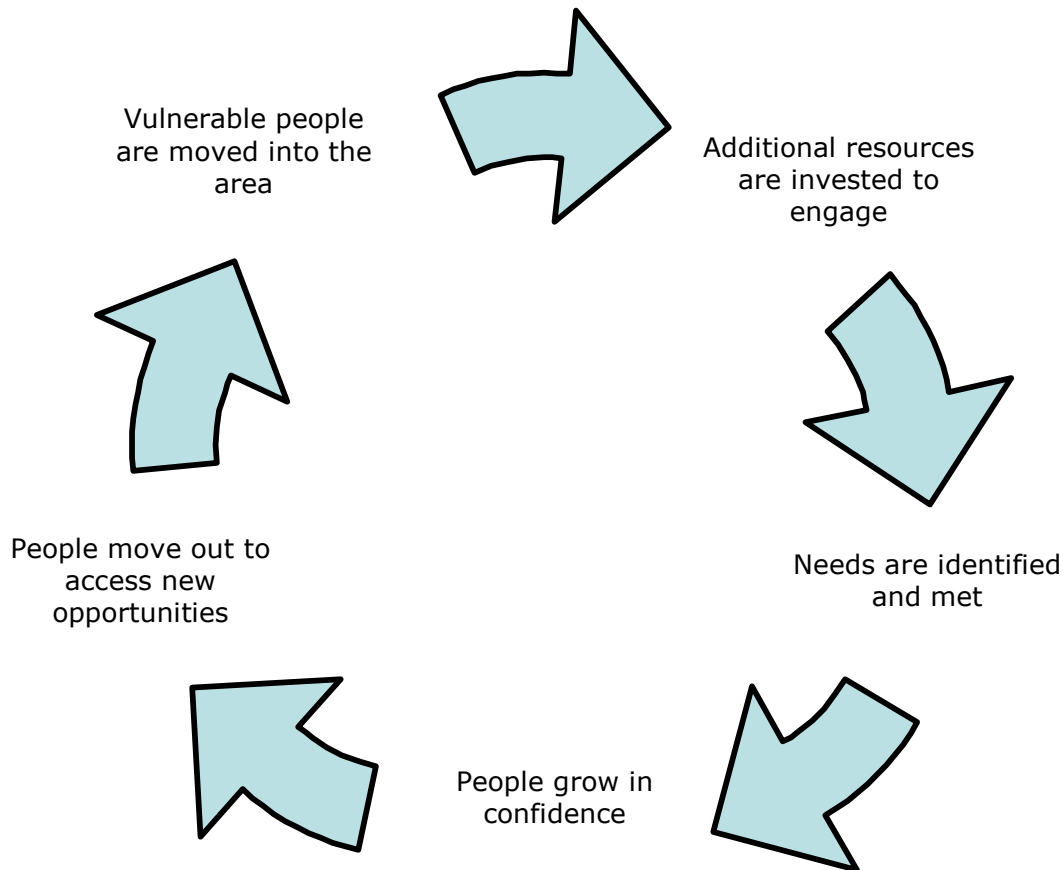 Vulnerable people
are moved into the
area
Additional resources
are invested to
engage
Needs are identified
and met
People grow in
confidence
People move out to
access new
opportunities